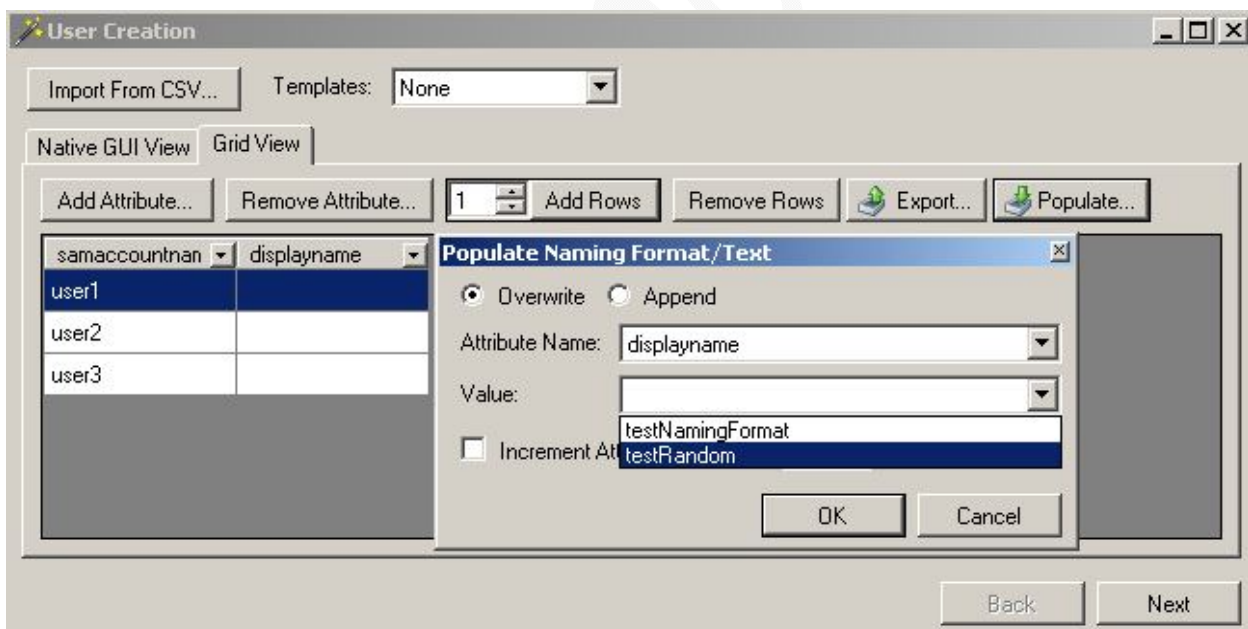 User Creation
Import From CSV... Templates: None
Native GUI View Grid View
Add Attribute... Remove Attribute... 1 Add Rows Remove Rows Export... Populate...
samaccountnan displayname
user1
user2
user3
Populate Naming Format/Text
Overwrite Append
Attribute Name: displayname
Value:
testNamingFormat
Increment Att testRandom
OK Cancel
Back Next